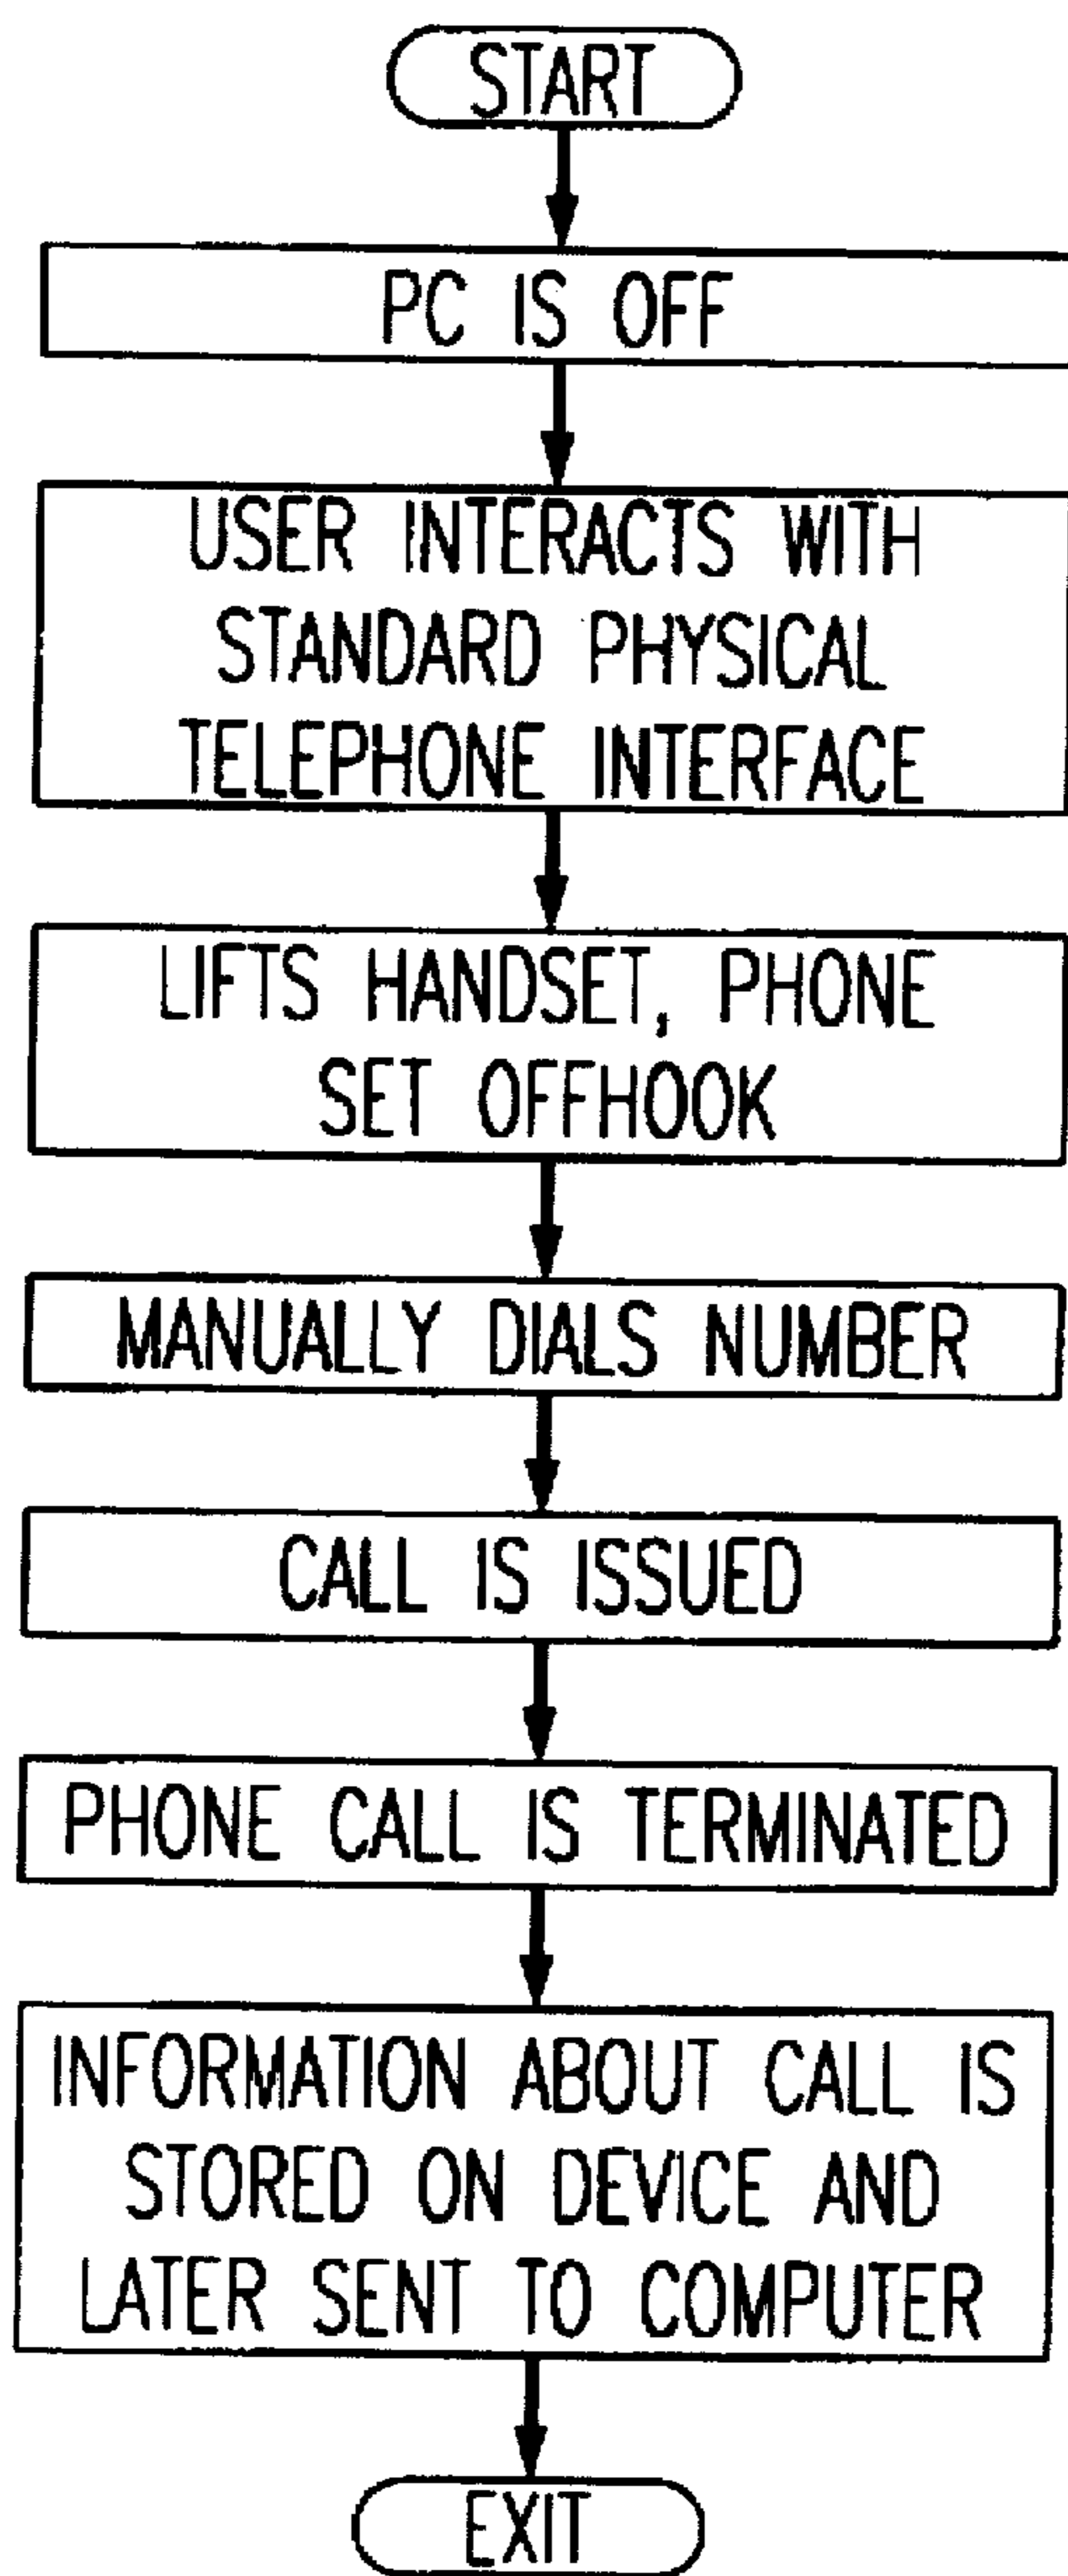 START
PC IS OFF
USER INTERACTS WITH
STANDARD PHYSICAL
TELEPHONE INTERFACE
LIFTS HANDSET, PHONE
SET OFFHOOK
MANUALLY DIALS NUMBER
CALL IS ISSUED
PHONE CALL IS TERMINATED
INFORMATION ABOUT CALL IS
STORED ON DEVICE AND
LATER SENT TO COMPUTER
EXIT